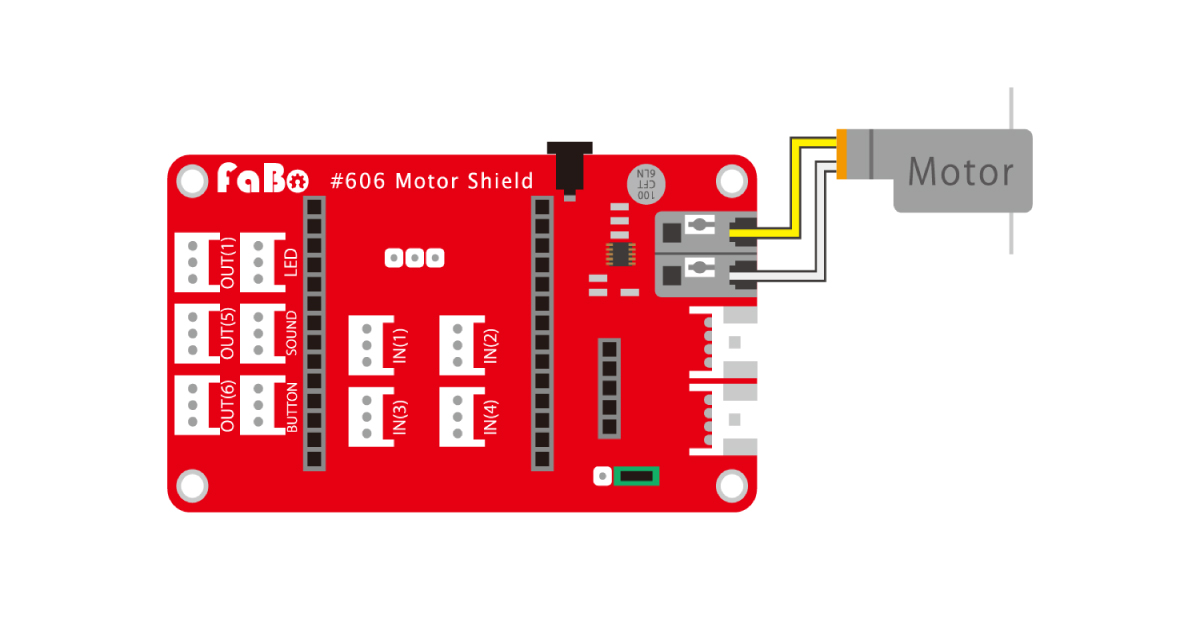 FaBo
#606 Motor Shield
100
6LN
CFT
Motor
OUT(1)
LED
OUT(5)
SOUND
OUT(6)
BUTTON
IN(1)
IN(2)
IN(3)
IN(4)